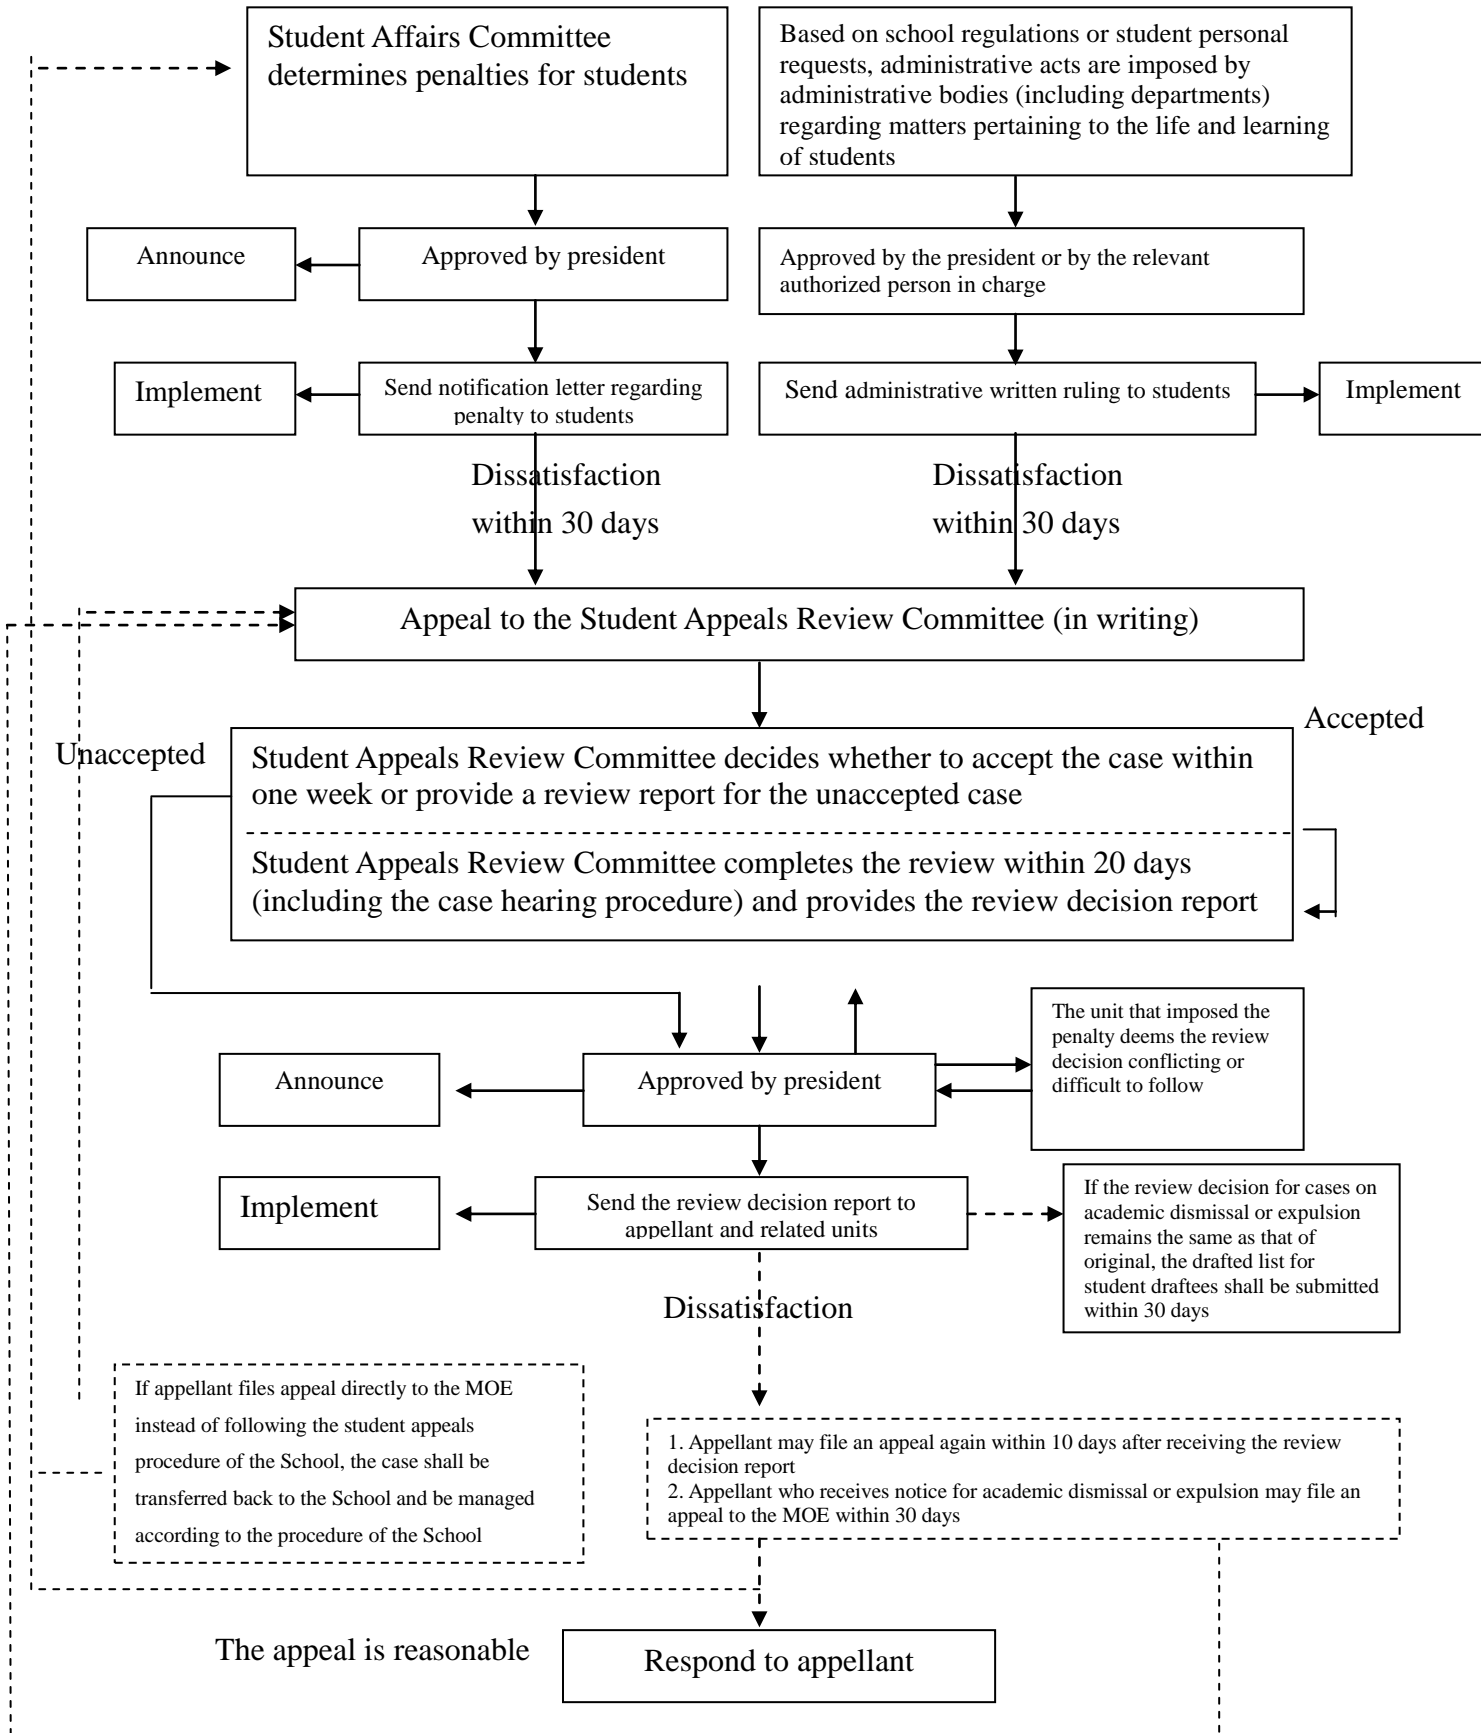 Student Affairs Committee
determines penalties for students
Based on school regulations or student personal
requests, administrative acts are imposed by
administrative bodies (including departments)
regarding matters pertaining to the life and learning
of students
Announce
Approved by president
Approved by the president or by the relevant
authorized person in charge
Implement
Send notification letter regarding
penalty to students
Send administrative written ruling to students
Implement
Dissatisfaction
within 30 days
Dissatisfaction
within 30 days
Appeal to the Student Appeals Review Committee (in writing)
Accepted
Unaccepted
Student Appeals Review Committee decides whether to accept the case within
one week or provide a review report for the unaccepted case
Student Appeals Review Committee completes the review within 20 days
(including the case hearing procedure) and provides the review decision report
The unit that imposed the
penalty deems the review
decision conflicting or
difficult to follow
Announce
Approved by president
Implement
Send the review decision report to
appellant and related units
If the review decision for cases on
academic dismissal or expulsion
remains the same as that of
original, the drafted list for
student draftees shall be submitted
within 30 days
Dissatisfaction
If appellant files appeal directly to the MOE
instead of following the student appeals
procedure of the School, the case shall be
transferred back to the School and be managed
according to the procedure of the School
1. Appellant may file an appeal again within 10 days after receiving the review
decision report
2. Appellant who receives notice for academic dismissal or expulsion may file an
appeal to the MOE within 30 days
The appeal is reasonable
Respond to appellant